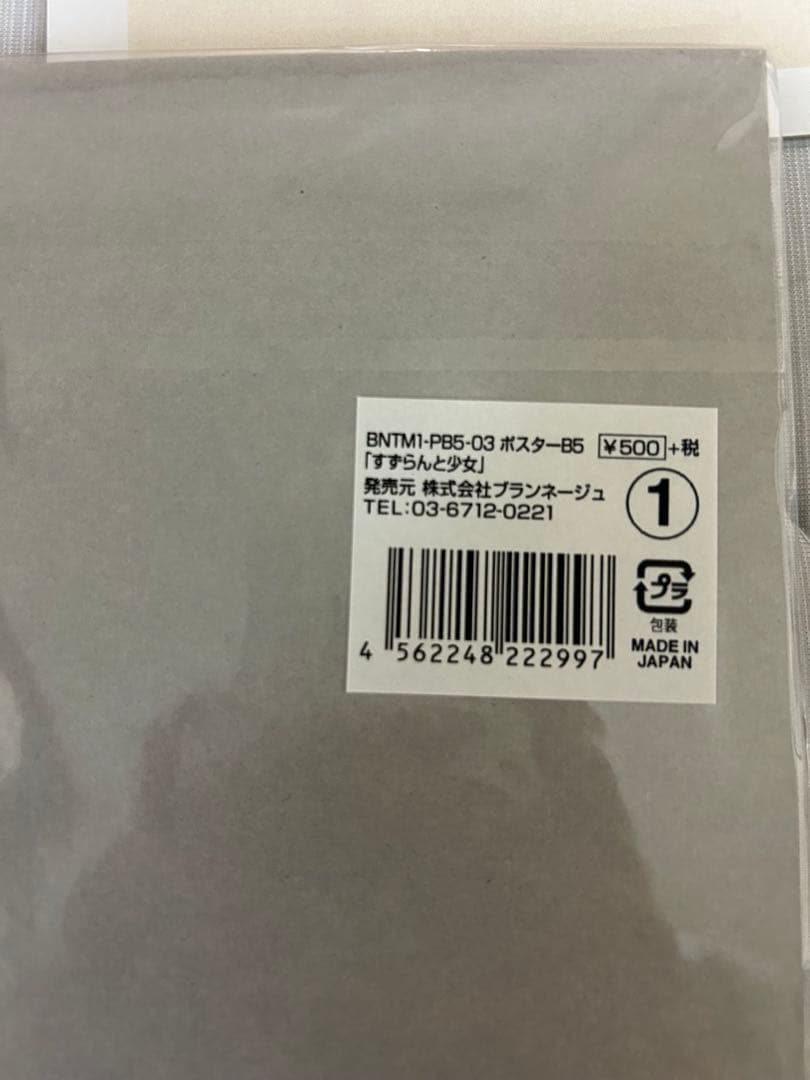 BNTM1-PB5-03 ポスターB5 ¥500+税
「すずらんと少女」
発売元 株式会社ブランネージュ
TEL:03-6712-0221
1
プラ
包装
MADE IN
JAPAN
4 562248 222997